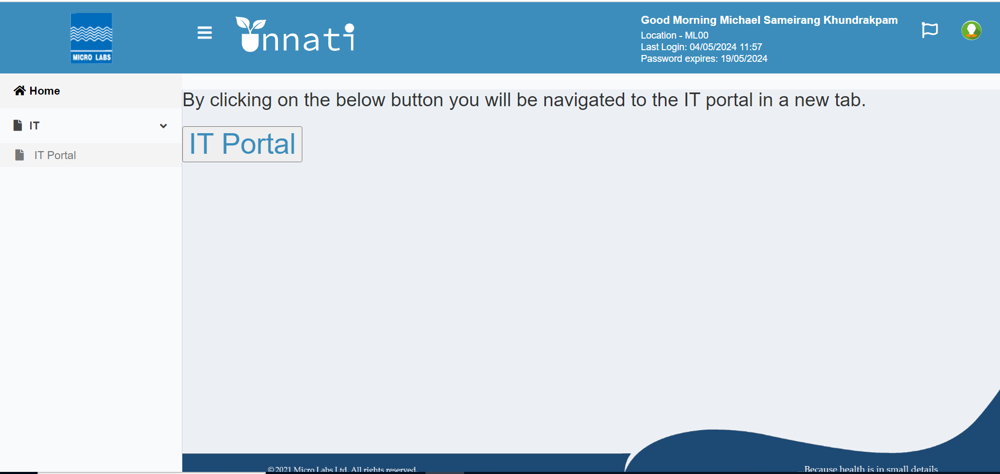 MICRO LABS
unnati
Good Morning Michael Sameirang Khundrakpam
Location - ML00
Last Login: 04/05/2024 11:57
Password expires: 19/05/2024
Home
IT
IT Portal
By clicking on the below button you will be navigated to the IT portal in a new tab.
IT Portal
© 2021 Micro Labs Ltd. All rights reserved.
...Because health is in small details